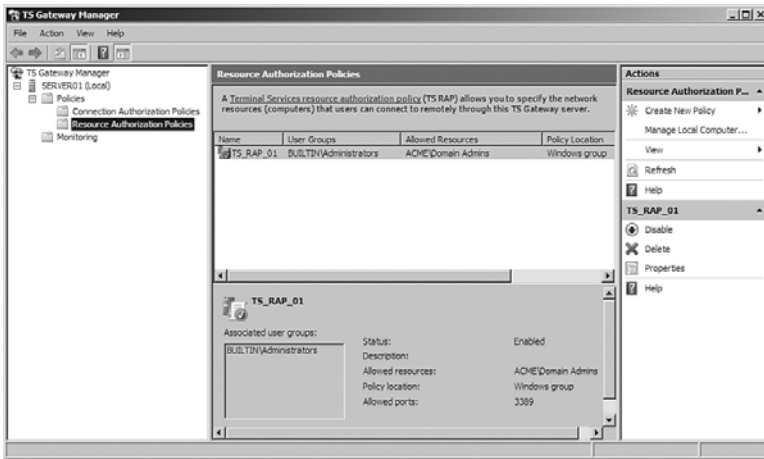 TS Gateway Manager
File Action View Help
TS Gateway Manager
SERVER01 (Local)
Policies
Connection Authorization Policies
Resource Authorization Policies
Monitoring
Resource Authorization Policies
A Terminal Services resource authorization policy (TS RAP) allows you to specify the network
resources (computers) that users can connect to remotely through this TS Gateway server.
Name User Groups Allowed Resources Policy Location
TS_RAP_01 BUILTIN\Administrators ACME\Domain Admins Windows group
TS_RAP_01
Associated user groups:
BUILTIN\Administrators
Status: Enabled
Description:
Allowed resources: ACME\Domain Admins
Policy location: Windows group
Allowed ports: 3389
Actions
Resource Authorization P...
Create New Policy
Manage Local Computer...
View
Refresh
Help
TS_RAP_01
Disable
Delete
Properties
Help